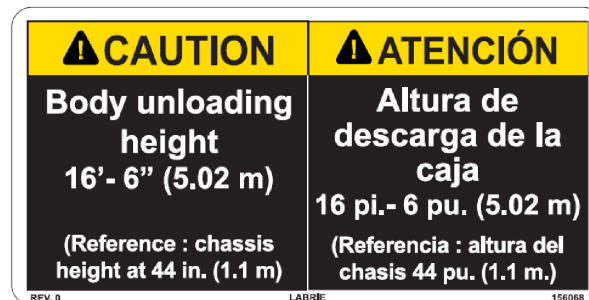 CAUTION
Body unloading
height
16’- 6” (5.02 m)
(Reference : chassis
height at 44 in. (1.1 m)
ATENCIÓN
Altura de
descarga de la
caja
16 pi.- 6 pu. (5.02 m)
(Referencia : altura del
chasis 44 pu. (1.1 m.)
REV. 0
LABRIE
156068